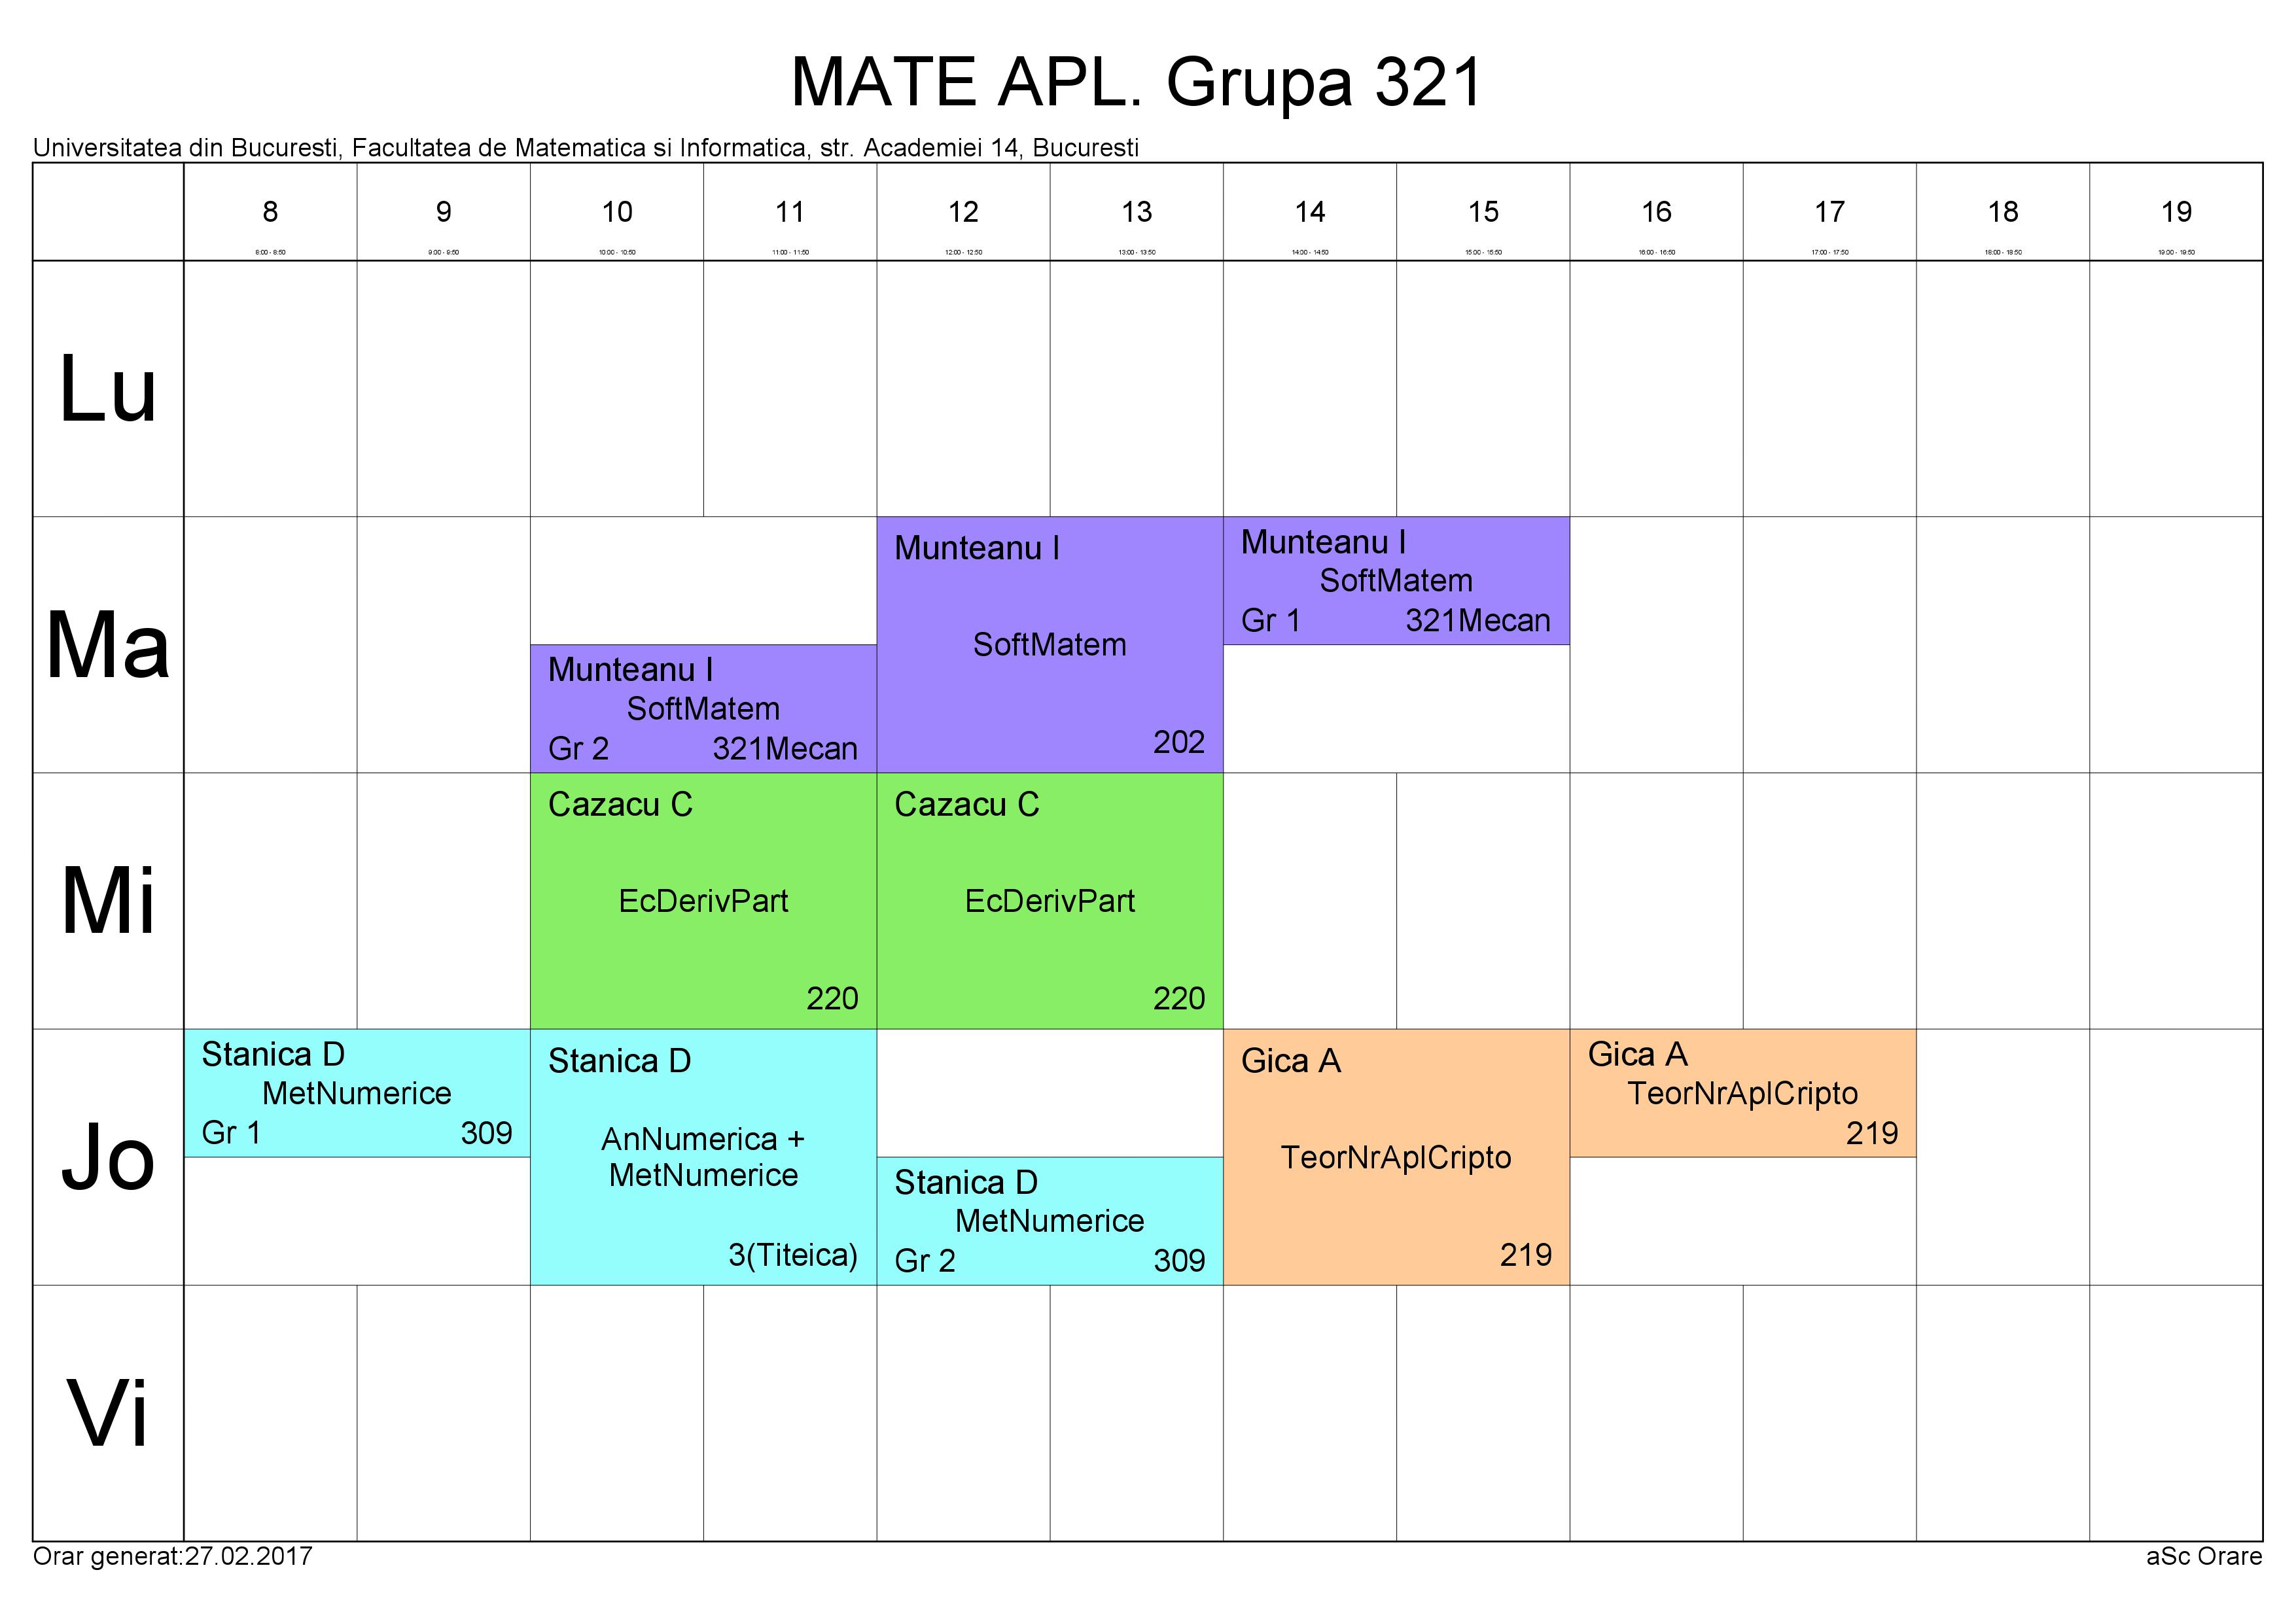 MATE APL. Grupa 321
Universitatea din Bucuresti, Facultatea de Matematica si Informatica, str. Academiei 14, Bucuresti
8 9 10 11 12 13 14 15 16 17 18 19
8:00 - 8:50 9:00 - 9:50 10:00 - 10:50 11:00 - 11:50 12:00 - 12:50 13:00 - 13:50 14:00 - 14:50 15:00 - 15:50 16:00 - 16:50 17:00 - 17:50 18:00 - 18:50 19:00 - 19:50
Lu
Ma
Munteanu I
SoftMatem
Gr 2 321Mecan
Munteanu I
SoftMatem
202
Munteanu I
SoftMatem
Gr 1 321Mecan
Mi
Cazacu C
EcDerivPart
220
Cazacu C
EcDerivPart
220
Jo
Stanica D
MetNumerice
Gr 1 309
Stanica D
AnNumerica +
MetNumerice
3(Titeica)
Stanica D
MetNumerice
Gr 2 309
Gica A
TeorNrAplCripto
219
Gica A
TeorNrAplCripto
219
Vi
Orar generat:27.02.2017
aSc Orare